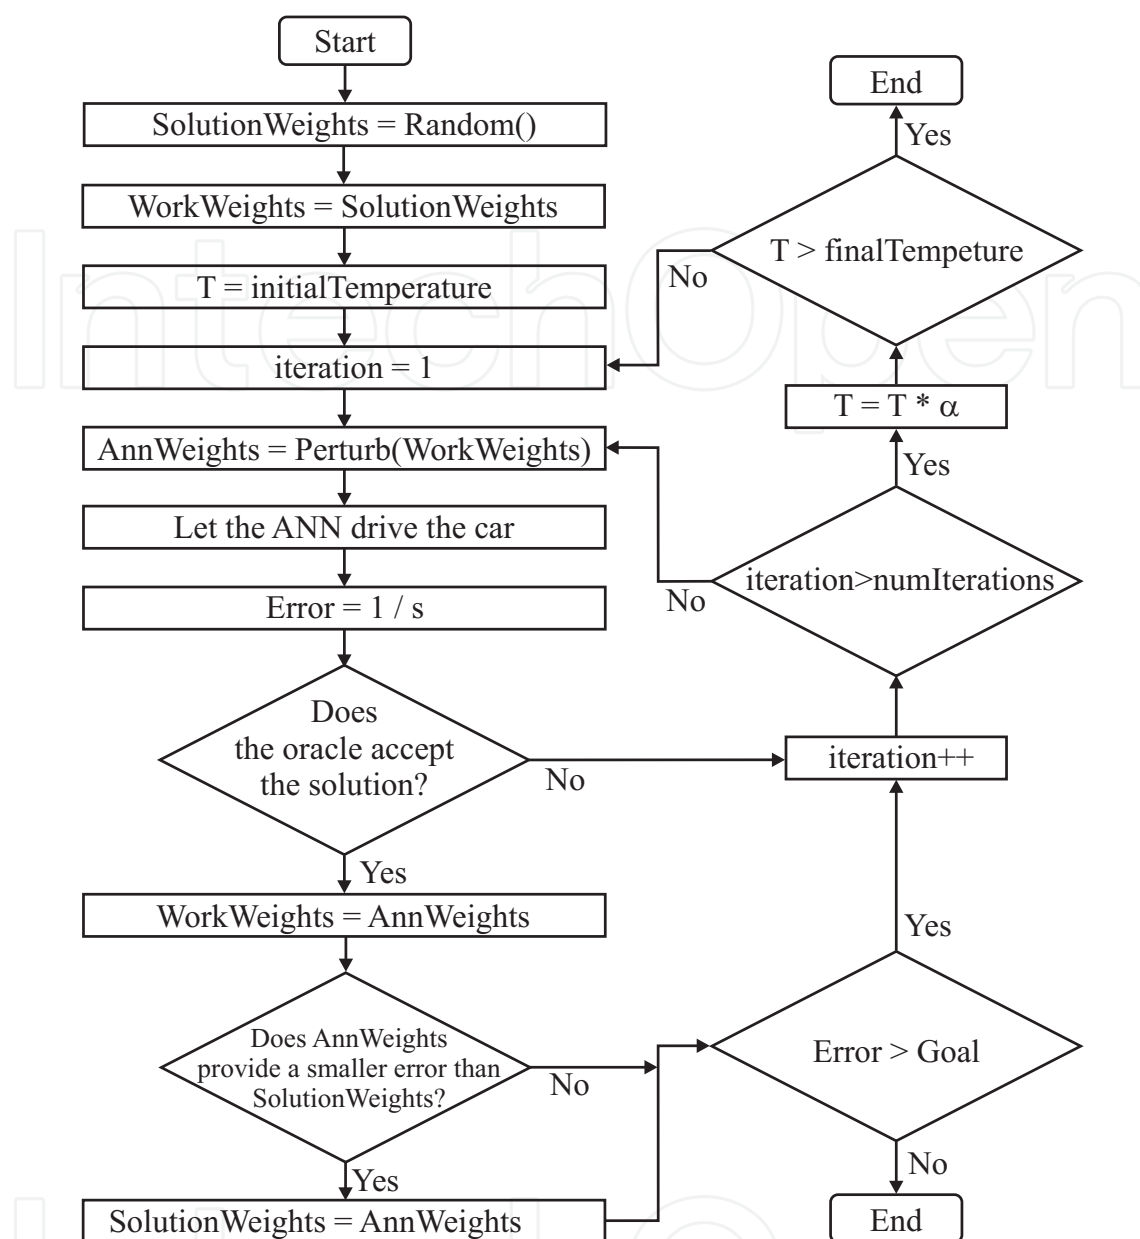 Start
SolutionWeights = Random()
WorkWeights = SolutionWeights
T = initialTemperature
iteration = 1
AnnWeights = Perturb(WorkWeights)
Let the ANN drive the car
Error = 1 / s
Does
the oracle accept
the solution?
No
Yes
WorkWeights = AnnWeights
Does AnnWeights
provide a smaller error than
SolutionWeights?
No
Yes
SolutionWeights = AnnWeights
End
Yes
T > finalTempeture
No
T = T * α
Yes
iteration>numIterations
No
iteration++
Yes
Error > Goal
No
End
IntechOpen